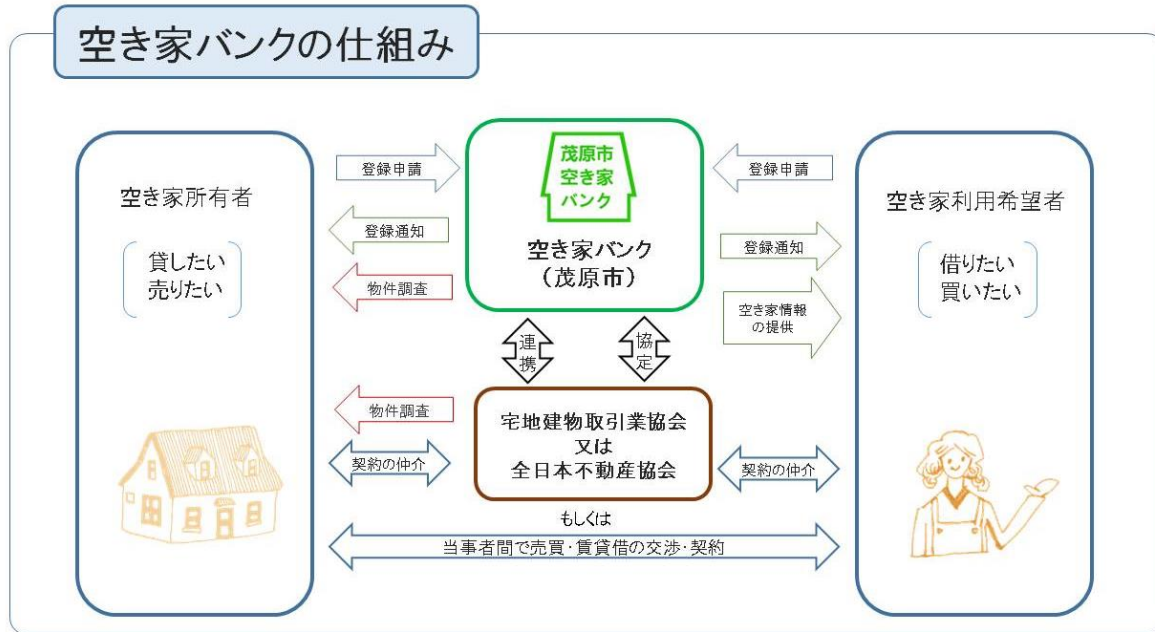 空き家バンクの仕組み
空き家所有者
貸したい
売りたい
登録申請
登録通知
物件調査
茂原市
空き家
バンク
空き家バンク
(茂原市)
登録申請
登録通知
空き家情報
の提供
空き家利用希望者
借りたい
買いたい
連携
協定
物件調査
契約の仲介
宅地建物取引業協会
又は
全日本不動産協会
契約の仲介
もしくは
当事者間で売買・賃貸借の交渉・契約